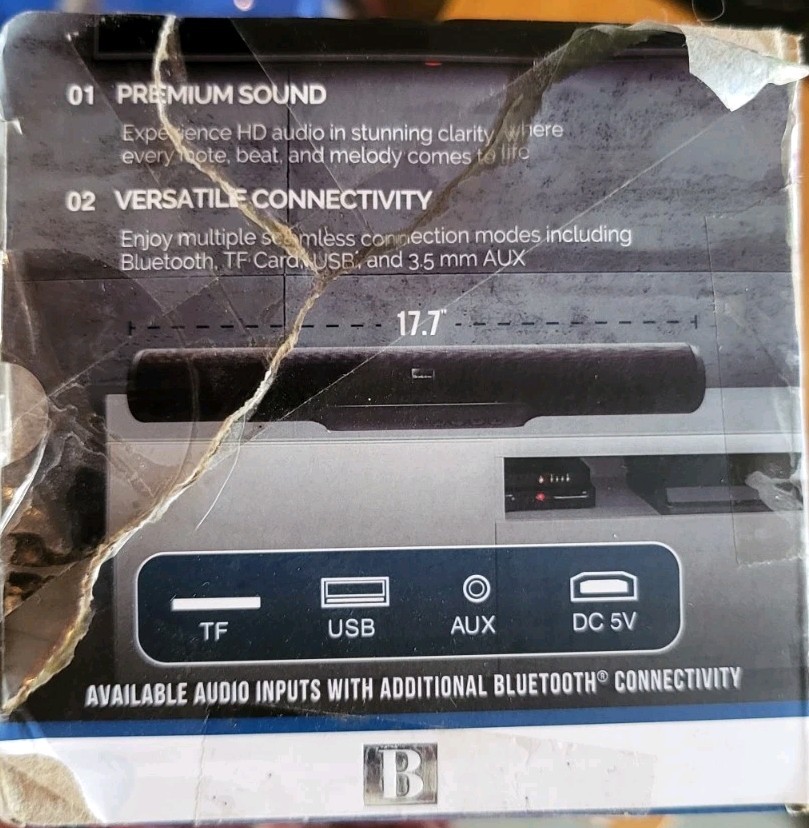 01 PREMIUM SOUND
Experience HD audio in stunning clarity, where
every note, beat, and melody comes to life
02 VERSATILE CONNECTIVITY
Enjoy multiple seamless connection modes including
Bluetooth, TF Card, USB, and 3.5 mm AUX
17.7"
TF USB AUX DC 5V
AVAILABLE AUDIO INPUTS WITH ADDITIONAL BLUETOOTH® CONNECTIVITY
B